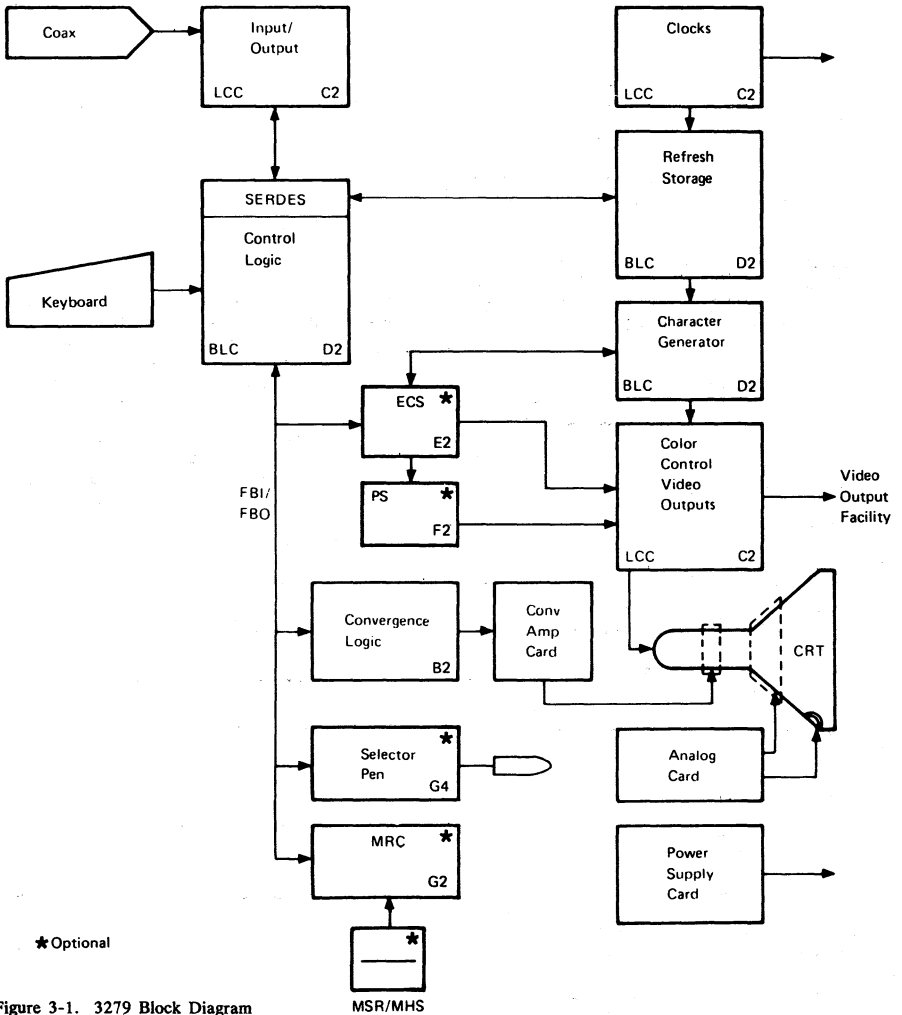 Coax
Input/
Output
LCC C2
Clocks
LCC C2
SERDES
Control
Logic
BLC D2
Refresh
Storage
BLC D2
Keyboard
Character
Generator
BLC D2
ECS *
E2
PS *
F2
FBI/
FBO
Color
Control
Video
Outputs
LCC C2
Video
Output
Facility
Convergence
Logic
B2
Conv
Amp
Card
CRT
Selector
Pen
*
G4
Analog
Card
MRC *
G2
Power
Supply
Card
*
MSR/MHS
* Optional
igure 3-1. 3279 Block Diagram